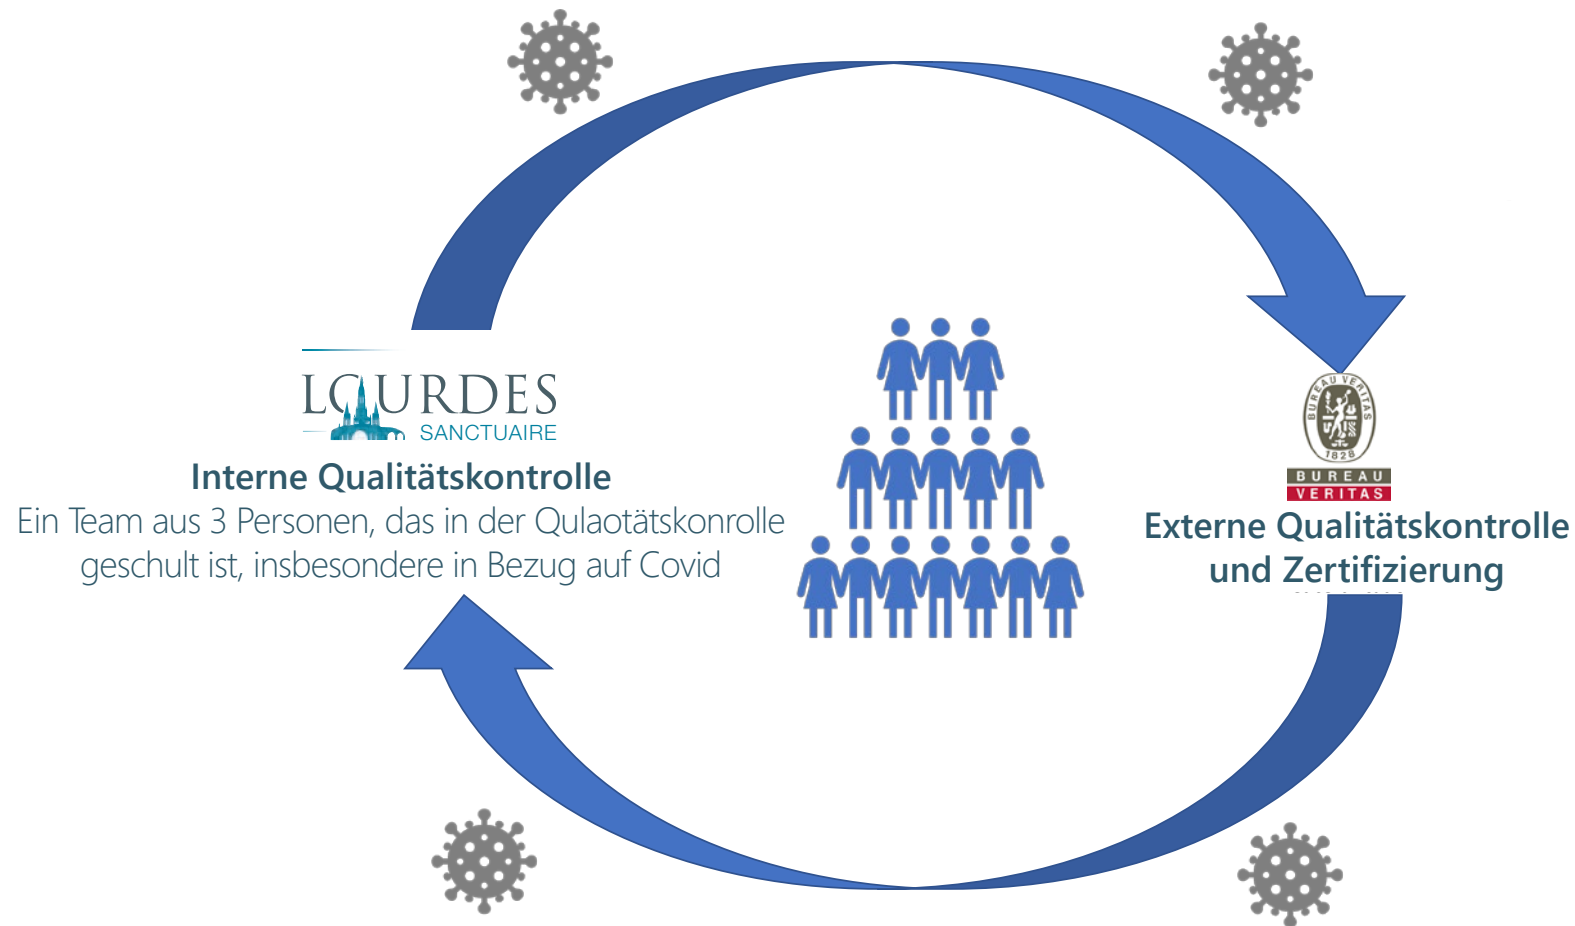 LOURDES
SANCTUAIRE
Interne Qualitätskontrolle
Ein Team aus 3 Personen, das in der Qulaotätskonrolle
geschult ist, insbesondere in Bezug auf Covid
BUREAU VERITAS
1828
BUREAU
VERITAS
Externe Qualitätskontrolle
und Zertifizierung